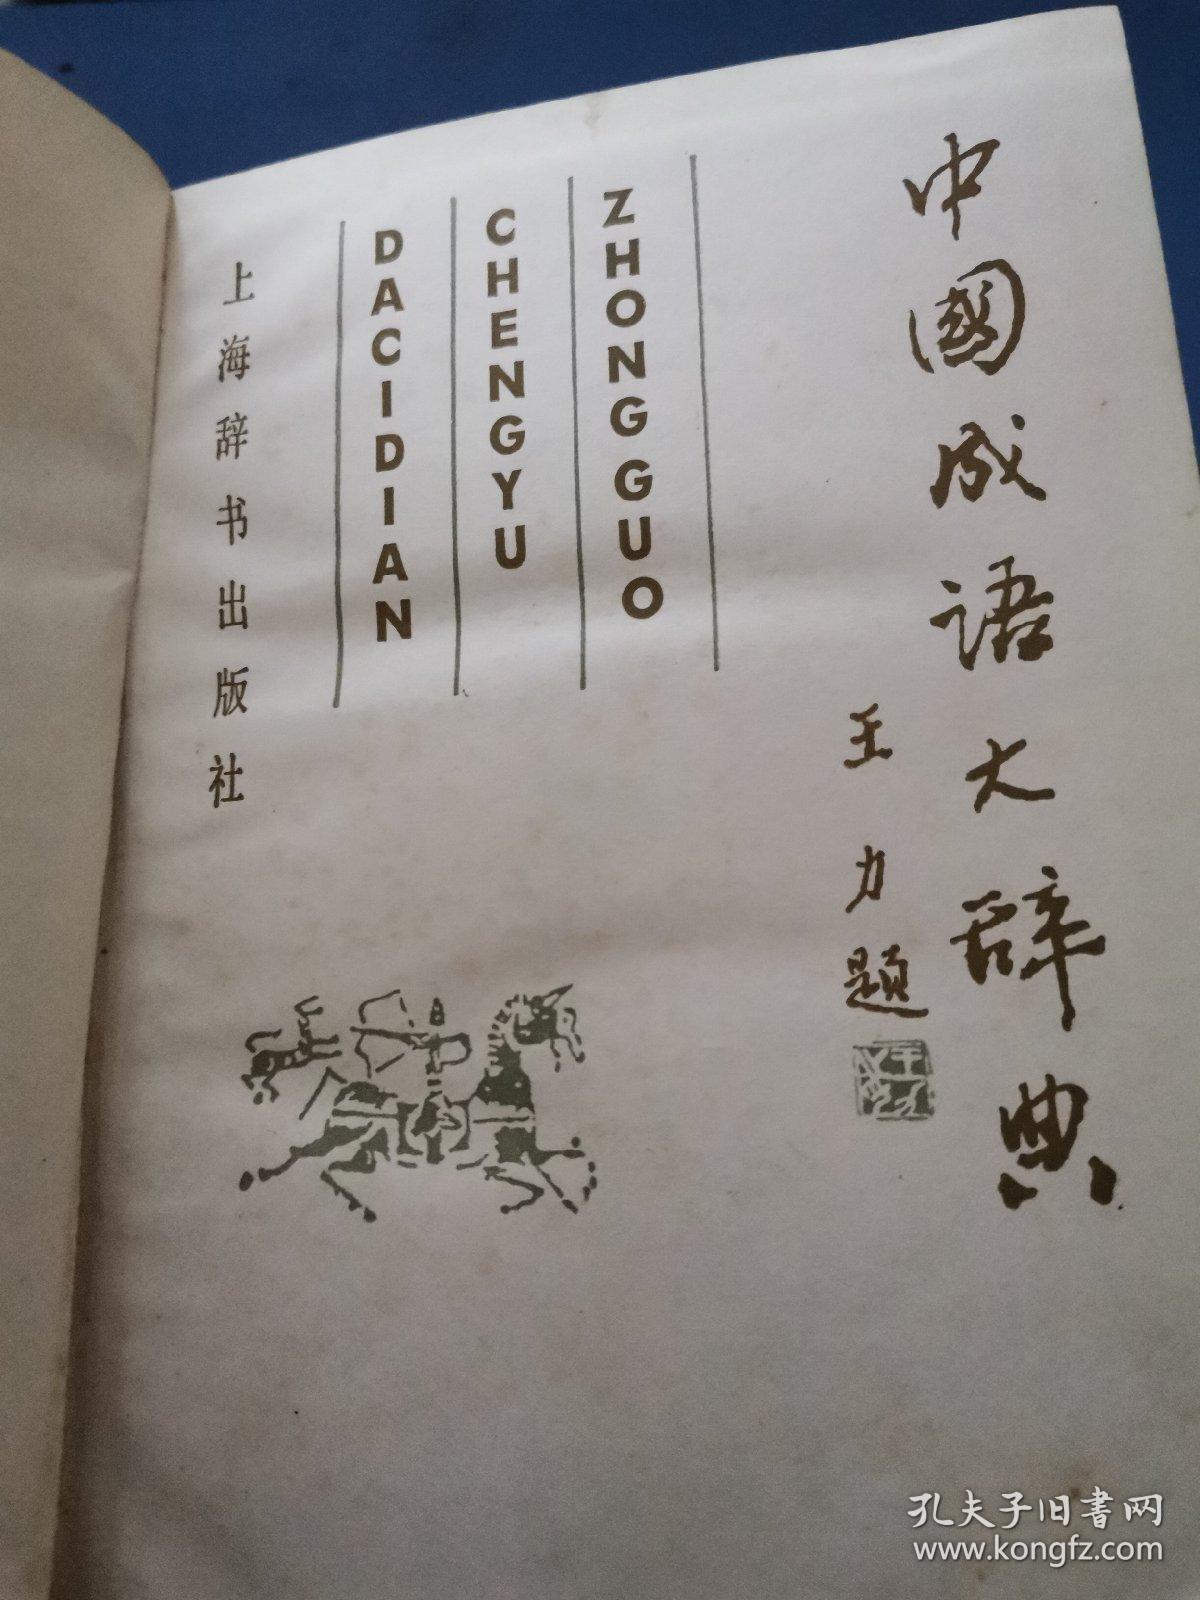 中國成语大辞典
王力题
ZHONGGUO
CHENGYU
DACIDIAN
上海辞书出版社
孔夫子旧书网
www.kongfz.com